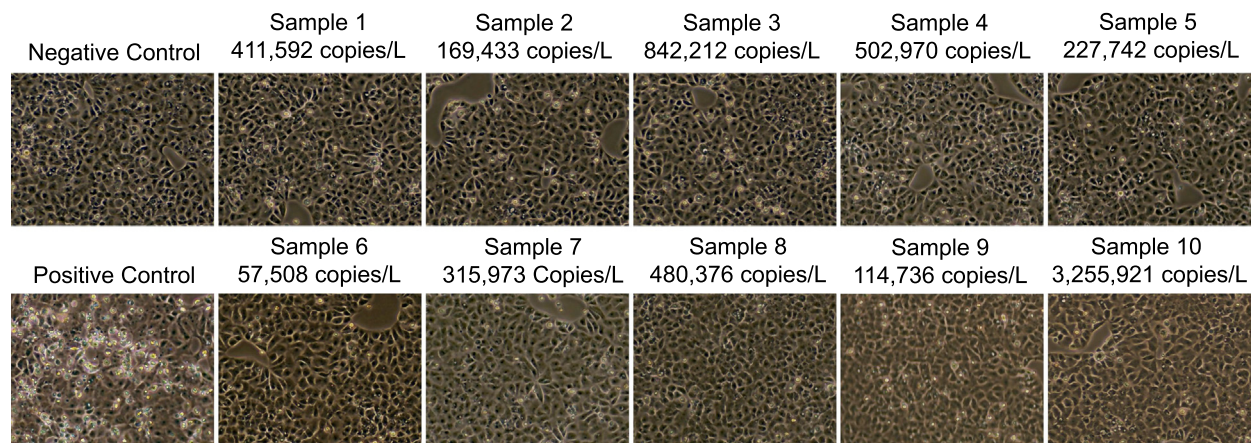 Negative Control
Sample 1
411,592 copies/L
Sample 2
169,433 copies/L
Sample 3
842,212 copies/L
Sample 4
502,970 copies/L
Sample 5
227,742 copies/L
Positive Control
Sample 6
57,508 copies/L
Sample 7
315,973 Copies/L
Sample 8
480,376 copies/L
Sample 9
114,736 copies/L
Sample 10
3,255,921 copies/L